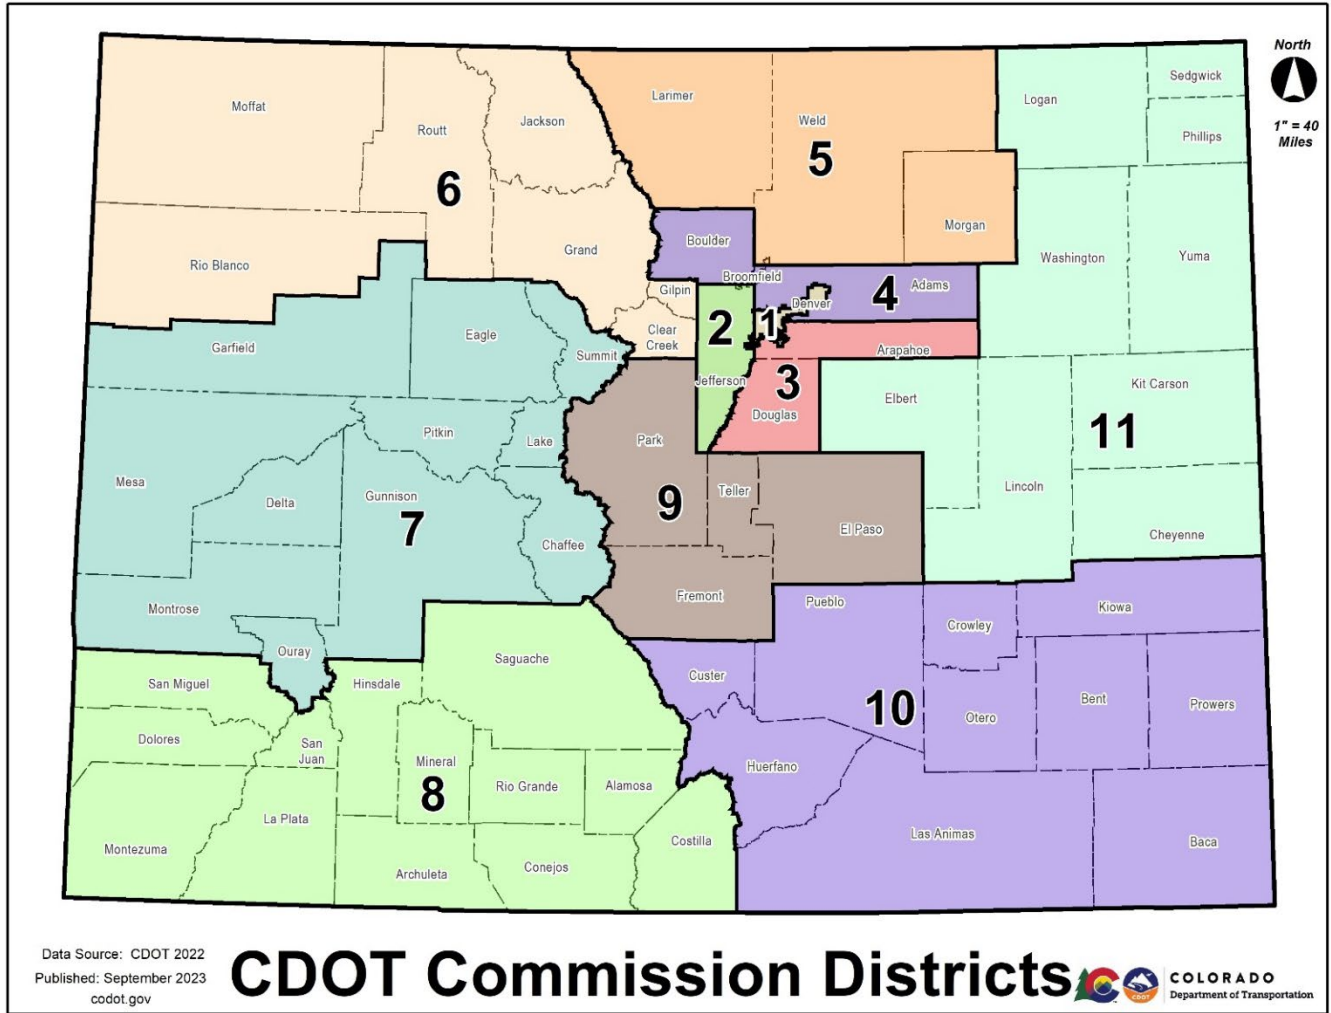 North
1" = 40
Miles
Moffat
Routt
Jackson
Larimer
Weld
Logan
Sedgwick
Phillips
6
5
Rio Blanco
Grand
Boulder
Morgan
Washington
Yuma
Gilpin
Broomfield
Denver
4
Adams
Clear
Creek
2
1
Garfield
Eagle
Summit
Jefferson
3
Arapahoe
Douglas
Elbert
Kit Carson
11
Mesa
Pitkin
Lake
Park
Delta
Gunnison
7
9
Teller
El Paso
Lincoln
Chaffee
Cheyenne
Montrose
Fremont
Pueblo
Crowley
Kiowa
Ouray
Saguache
San Miguel
Hinsdale
Custer
10
Otero
Bent
Prowers
Dolores
San
Juan
Mineral
8
Rio Grande
Alamosa
Huerfano
La Plata
Costilla
Las Animas
Baca
Montezuma
Archuleta
Conejos
Data Source: CDOT 2022
Published: September 2023
codot.gov
CDOT Commission Districts
CDOT
COLORADO
Department of Transportation